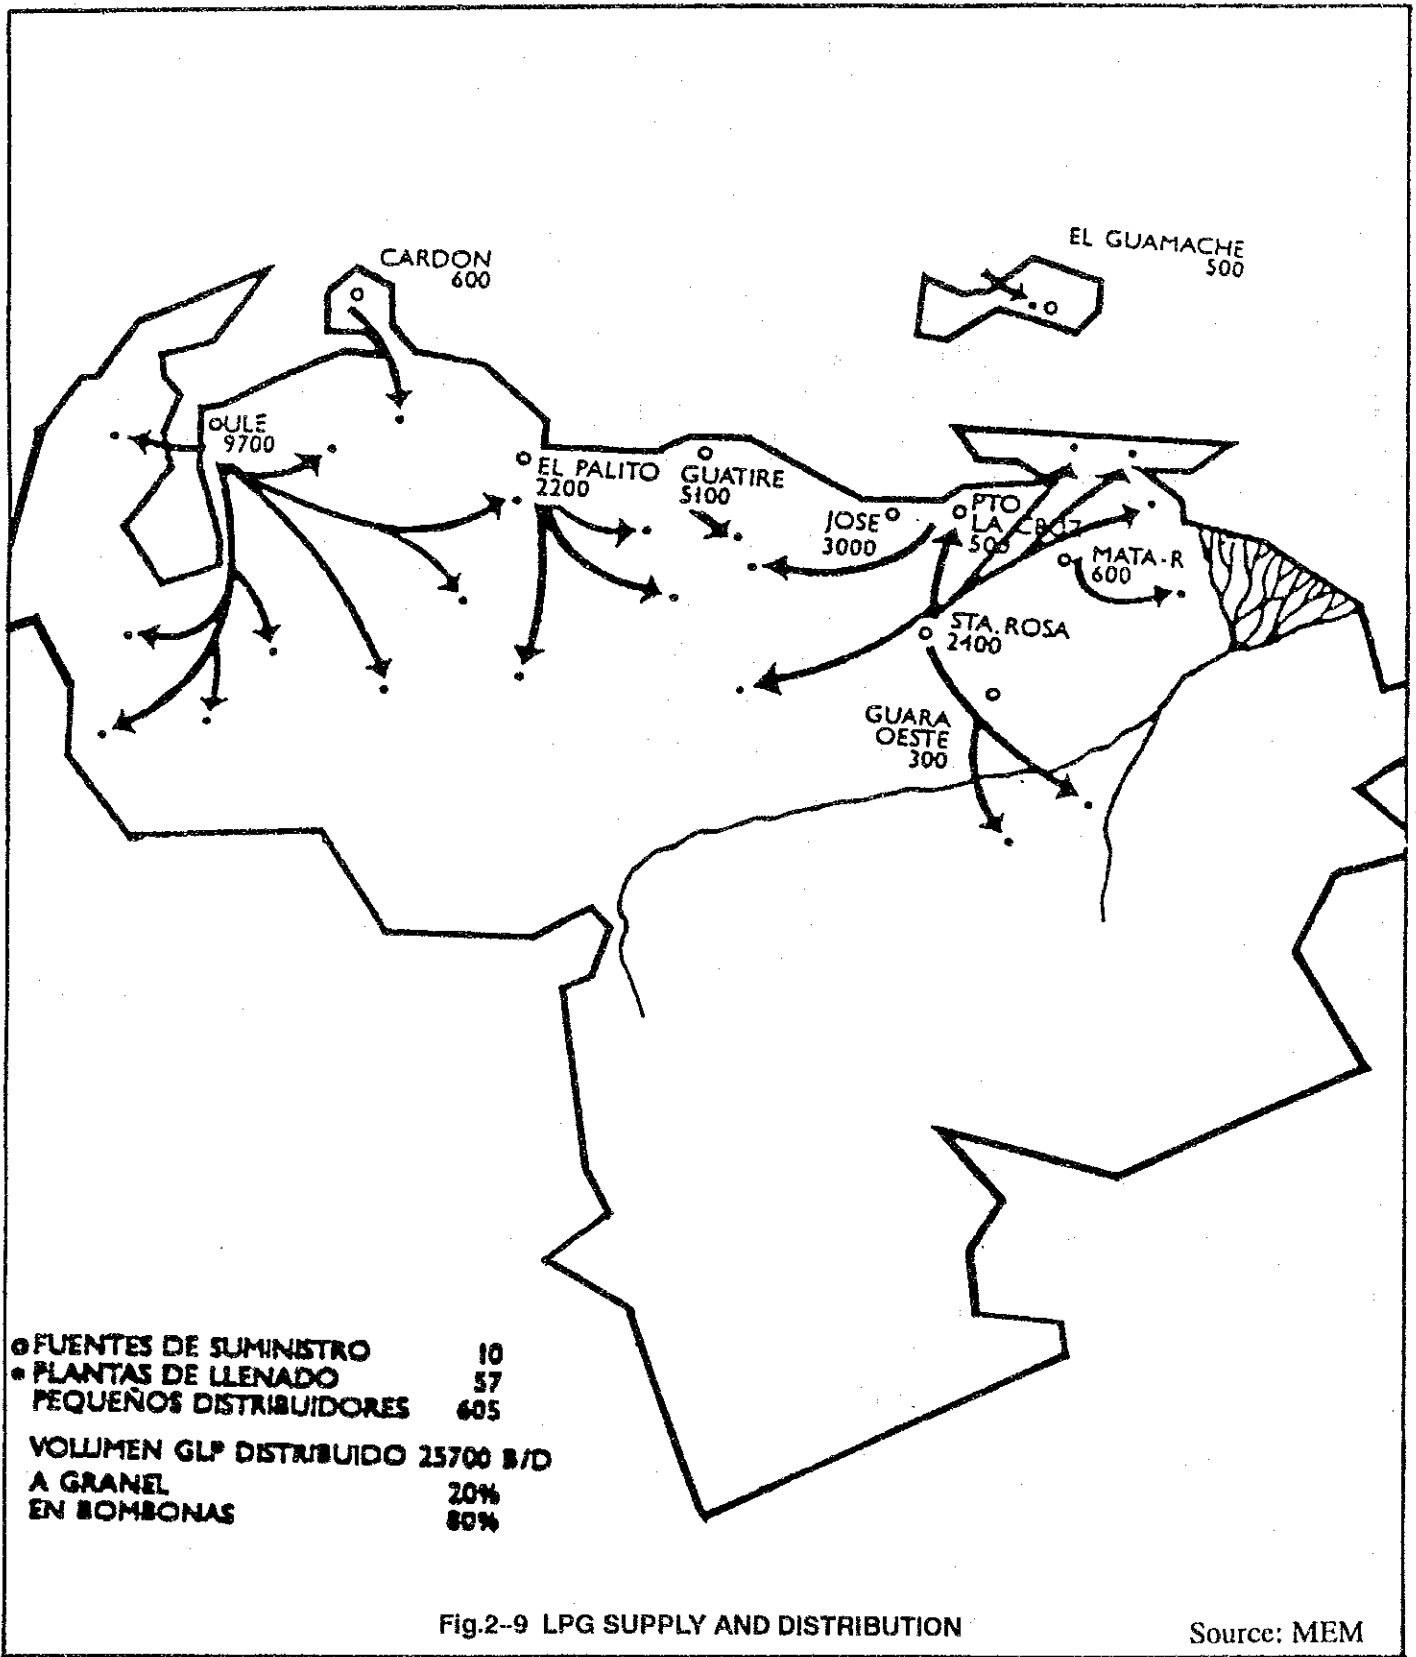 EL GUAMACHE
500
CARDON
600
ULE
9700
EL PALITO
2200
GUATIRE
5100
JOSE
3000
PTO
LA CRUZ
MATA-R
600
STA. ROSA
2400
GUARA
OESTE
300
FUENTES DE SUMINISTRO 10
PLANTAS DE LLENADO 57
PEQUEÑOS DISTRIBUIDORES 605
VOLUMEN GLP DISTRIBUIDO 25700 B/D
A GRANEL 20%
EN BOMBONAS 80%
Fig.2-9 LPG SUPPLY AND DISTRIBUTION
Source: MEM